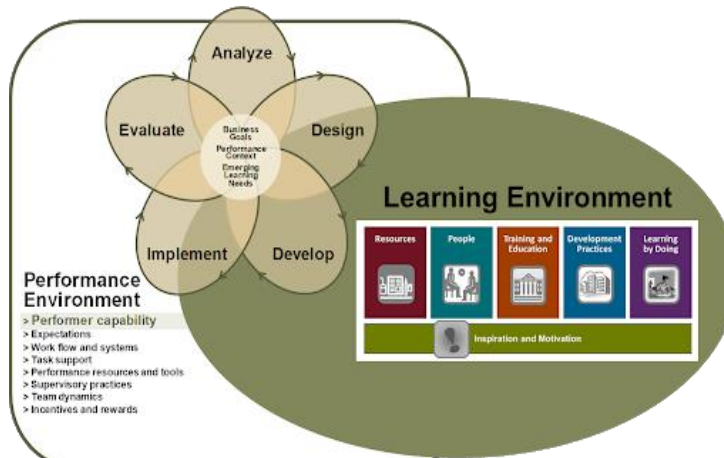 Analyze
Evaluate
Design
Business
Goals
Performance
Context
Emerging
Learning
Needs
Implement
Develop
Learning Environment
Resources
People
Training and
Education
Development
Practices
Learning
by Doing
Inspiration and Motivation
Performance
Environment
> Performer capability
> Expectations
> Work flow and systems
> Task support
> Performance resources and tools
> Supervisory practices
> Team dynamics
> Incentives and rewards